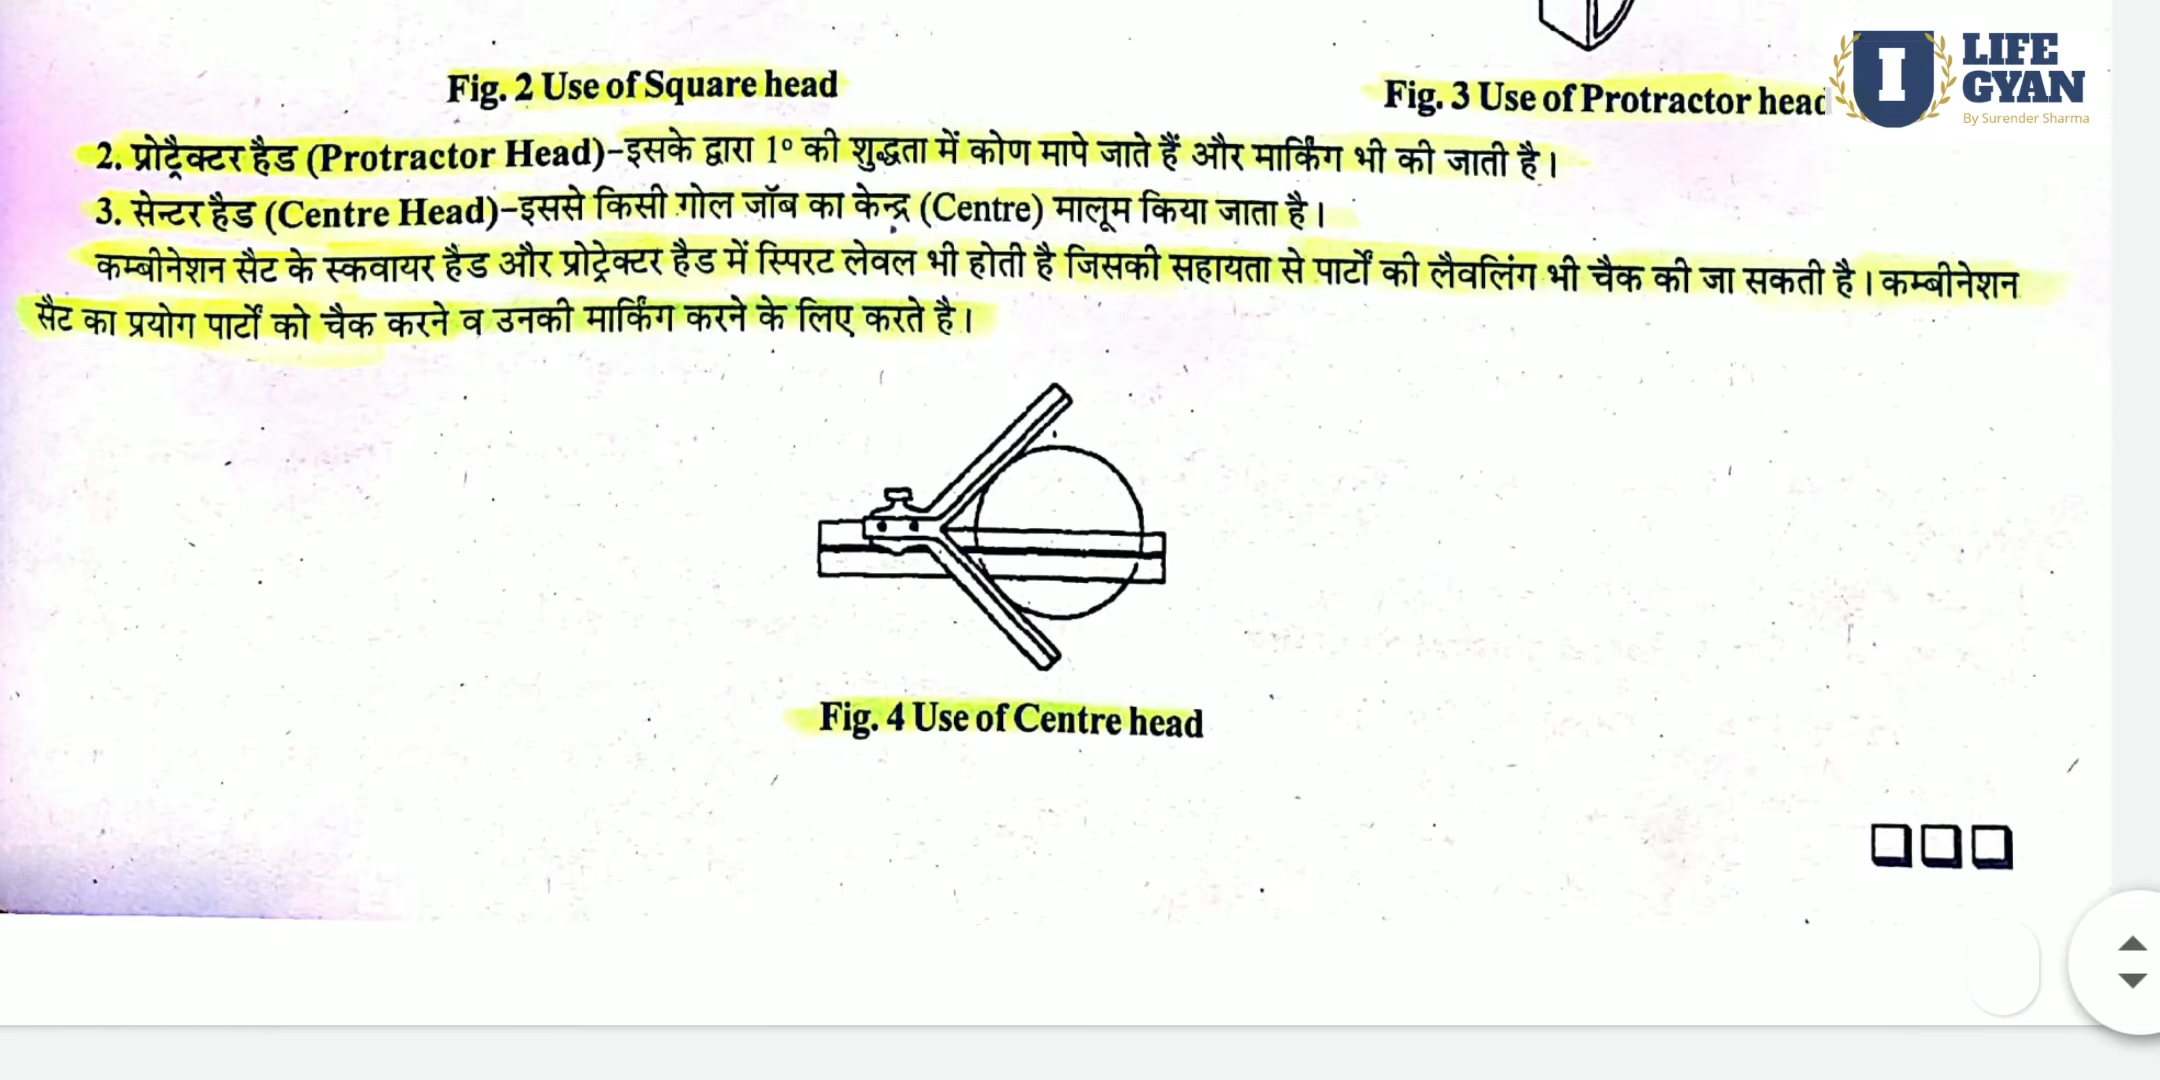 Fig. 2 Use of Square head
Fig. 3 Use of Protractor head
LIFE
GYAN
By Surender Sharma
2. प्रोट्रैक्टर हैड (Protractor Head)-इसके द्वारा 1° की शुद्धता में कोण मापे जाते हैं और मार्किंग भी की जाती है।
3. सेन्टर हैड (Centre Head)-इससे किसी गोल जॉब का केन्द्र (Centre) मालूम किया जाता है।
कम्बीनेशन सैट के स्कवायर हैड और प्रोट्रेक्टर हैड में स्पिरट लेवल भी होती है जिसकी सहायता से पार्टों की लैवलिंग भी चैक की जा सकती है। कम्बीनेशन
सैट का प्रयोग पार्टों को चैक करने व उनकी मार्किंग करने के लिए करते है।
Fig. 4 Use of Centre head